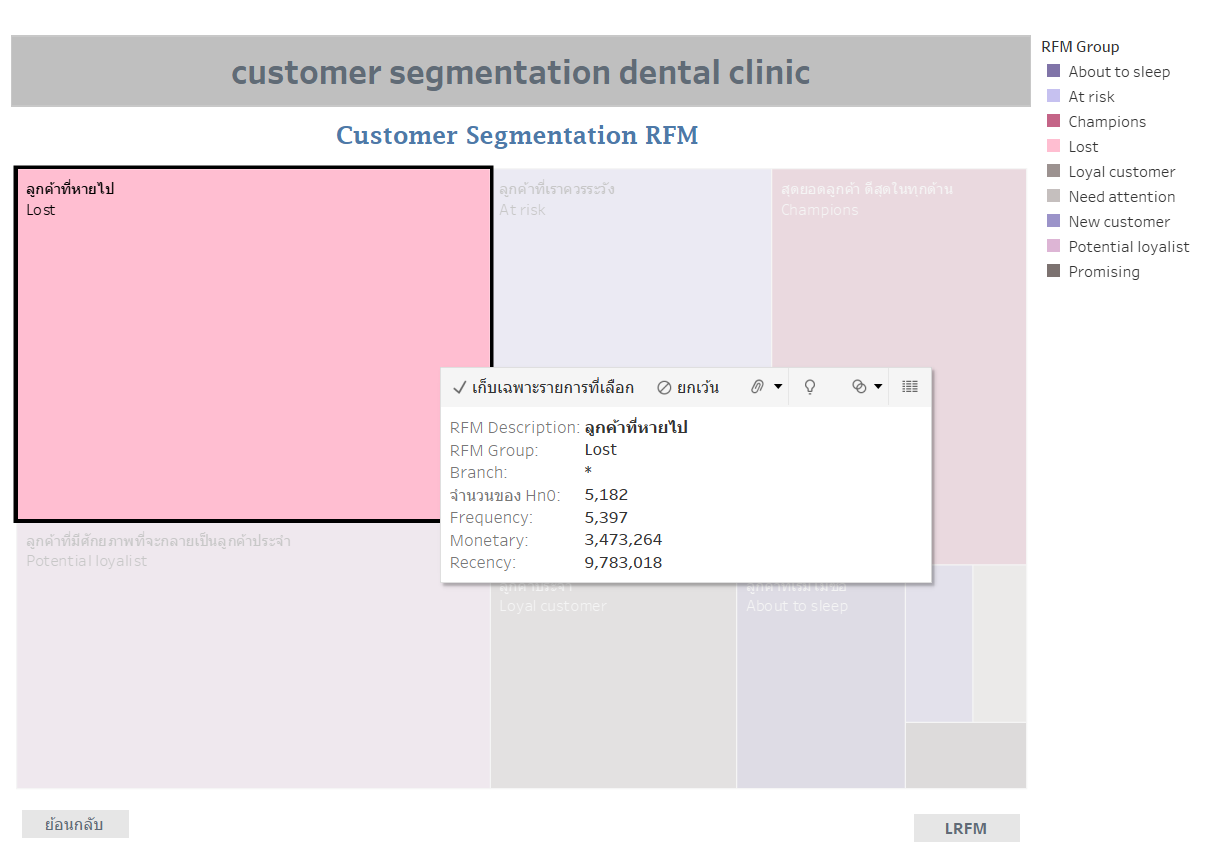 customer segmentation dental clinic
Customer Segmentation RFM
RFM Group
About to sleep
At risk
Champions
Lost
Loyal customer
Need attention
New customer
Potential loyalist
Promising
ลูกค้าที่หายไป
Lost
ลูกค้าที่เราควรระวัง
At risk
สุดยอดลูกค้า ดีสุดในทุกด้าน
Champions
เก็บเฉพาะรายการที่เลือก ยกเว้น
RFM Description: ลูกค้าที่หายไป
RFM Group: Lost
Branch: *
จำนวนของ Hn0: 5,182
Frequency: 5,397
Monetary: 3,473,264
Recency: 9,783,018
ลูกค้าที่มีศักยภาพที่จะกลายเป็นลูกค้าประจำ
Potential loyalist
ลูกค้าประจำ
Loyal customer
About to sleep
ย้อนกลับ
LRFM